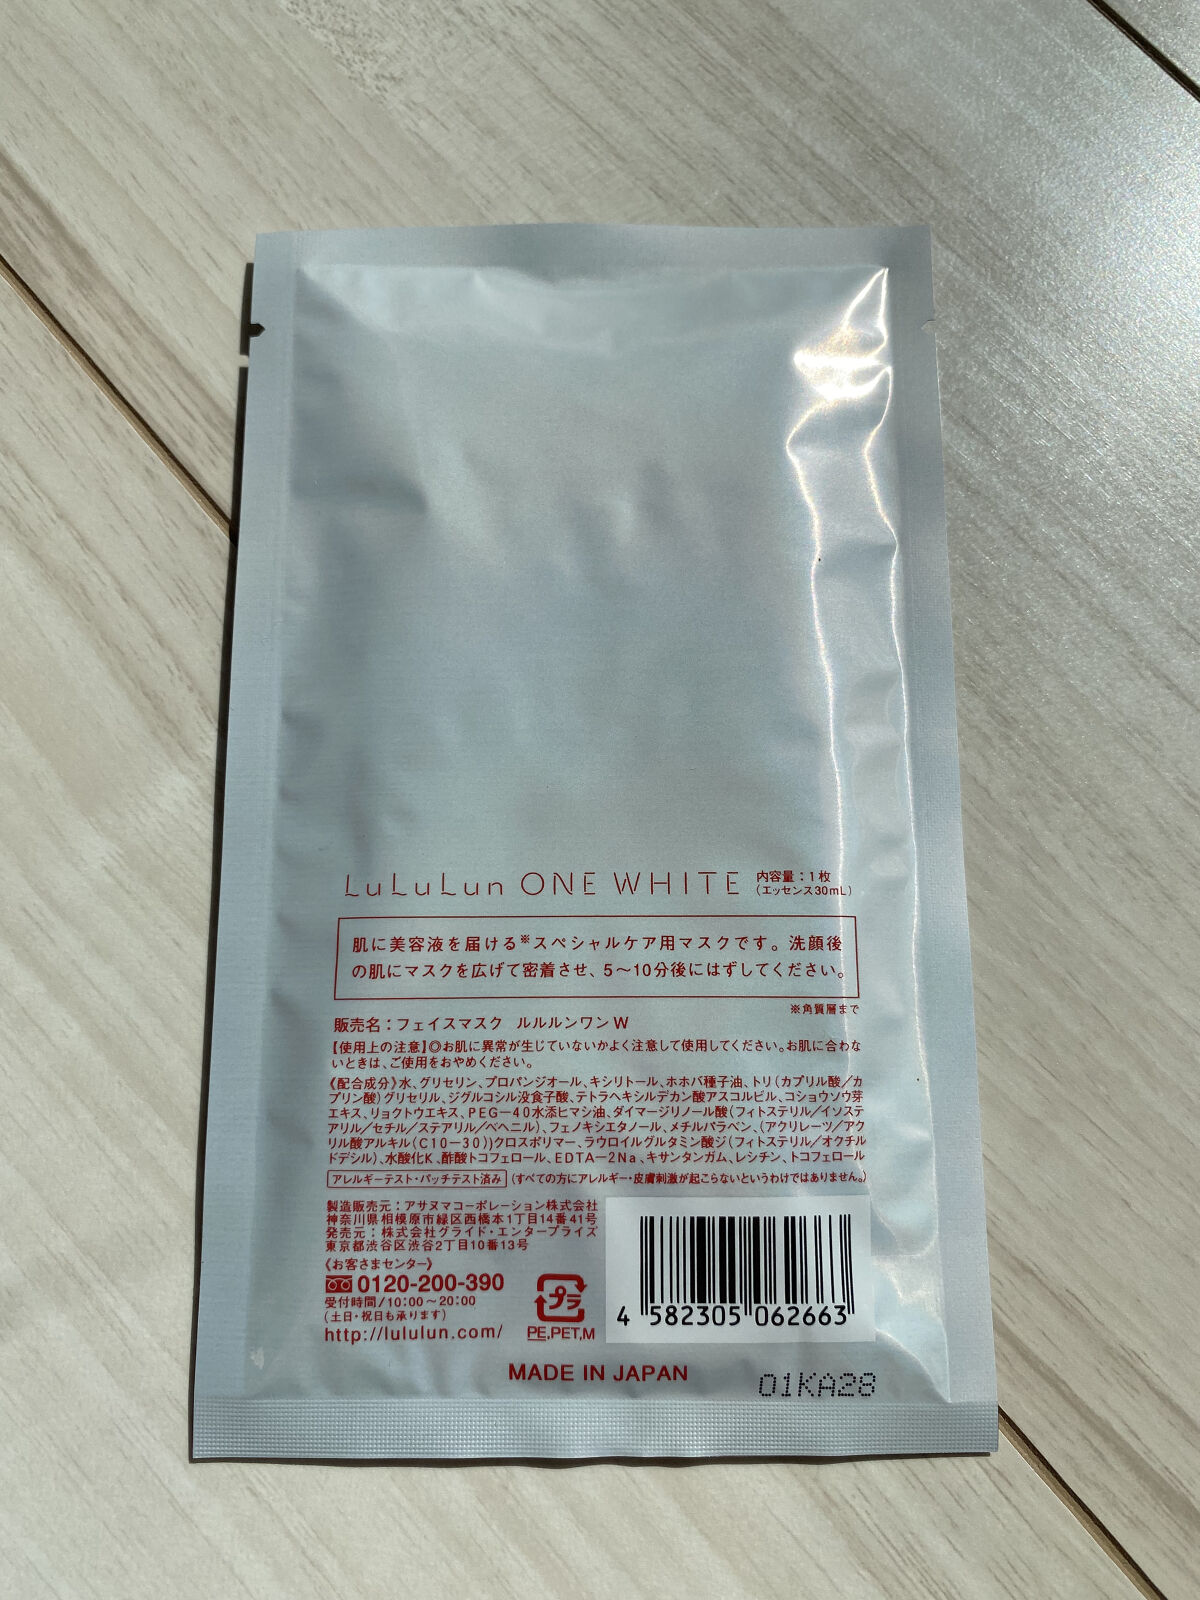 LuLuLun ONE WHITE 内容量：1枚
（エッセンス30mL）
肌に美容液を届ける※スペシャルケア用マスクです。洗顔後
の肌にマスクを広げて密着させ、5〜10分後にはずしてください。
※角質層まで
販売名：フェイスマスク ルルルンワンW
【使用上の注意】◎お肌に異常が生じていないかよく注意して使用してください。お肌に合わな
いときは、ご使用をおやめください。
《配合成分》水、グリセリン、プロパンジオール、キシリトール、ホホバ種子油、トリ（カプリル酸／カ
プリン酸）グリセリル、ジグルコシル没食子酸、テトラヘキシルデカン酸アスコルビル、コショウソウ芽
エキス、リョクトウエキス、PEG－40水添ヒマシ油、ダイマージリノール酸（フィトステリル／イソステ
アリル／セチル／ステアリル／ベヘニル）、フェノキシエタノール、メチルパラベン、（アクリレーツ／アク
リル酸アルキル（C10－30））クロスポリマー、ラウロイルグルタミン酸ジ（フィトステリル／オクチル
ドデシル）、水酸化K、酢酸トコフェロール、EDTA－2Na、キサンタンガム、レシチン、トコフェロール
アレルギーテスト・パッチテスト済み（すべての方にアレルギー・皮膚刺激が起こらないというわけではありません。）
製造販売元：アサヌマコーポレーション株式会社
神奈川県相模原市緑区西橋本1丁目14番41号
発売元：株式会社グライド・エンタープライズ
東京都渋谷区渋谷2丁目10番13号
《お客さまセンター》
0120-200-390
受付時間／10:00〜20:00
（土日・祝日も承ります）
http://lululun.com/
プラ
PE,PET,M
4 582305 062663
MADE IN JAPAN
01KA28